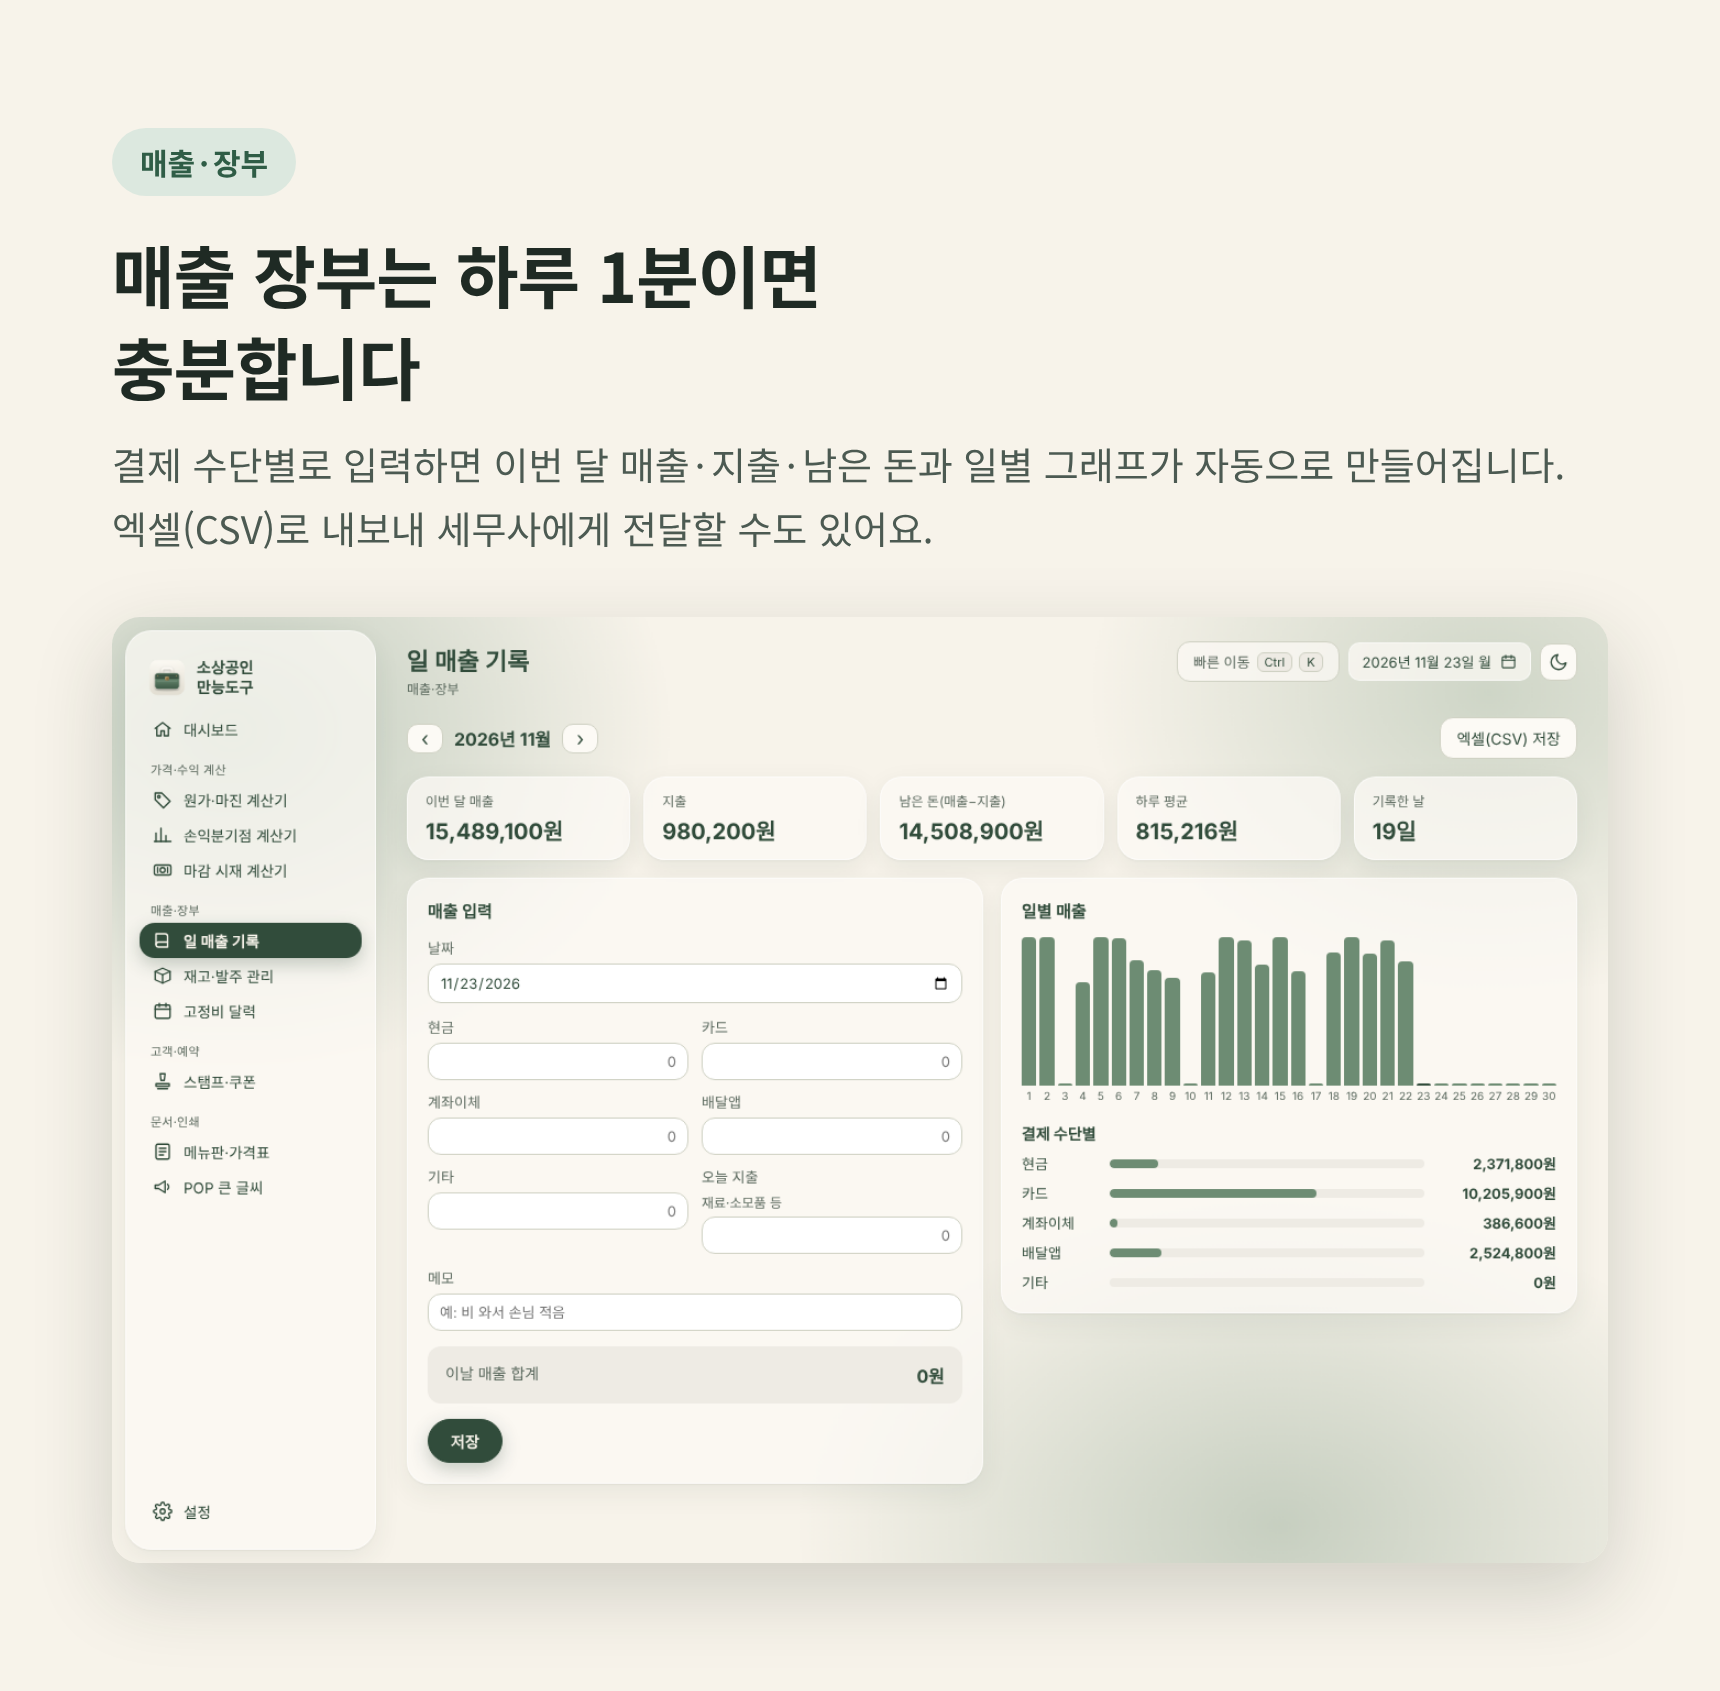 매출·장부
매출 장부는 하루 1분이면
충분합니다
결제 수단별로 입력하면 이번 달 매출·지출·남은 돈과 일별 그래프가 자동으로 만들어집니다.
엑셀(CSV)로 내보내 세무사에게 전달할 수도 있어요.
소상공인
만능도구
대시보드
가격·수익 계산
원가·마진 계산기
손익분기점 계산기
마감 시재 계산기
매출·장부
일 매출 기록
재고·발주 관리
고정비 달력
고객·예약
스탬프·쿠폰
문서·인쇄
메뉴판·가격표
POP 큰 글씨
설정
일 매출 기록
매출·장부
빠른 이동 Ctrl K
2026년 11월 23일 월
2026년 11월
엑셀(CSV) 저장
이번 달 매출
15,489,100원
지출
980,200원
남은 돈(매출−지출)
14,508,900원
하루 평균
815,216원
기록한 날
19일
매출 입력
날짜
11/23/2026
현금
0
카드
0
계좌이체
0
배달앱
0
기타
0
오늘 지출
재료·소모품 등
0
메모
예: 비 와서 손님 적음
이날 매출 합계 0원
저장
일별 매출
1 2 3 4 5 6 7 8 9 10 11 12 13 14 15 16 17 18 19 20 21 22 23 24 25 26 27 28 29 30
결제 수단별
현금 2,371,800원
카드 10,205,900원
계좌이체 386,600원
배달앱 2,524,800원
기타 0원